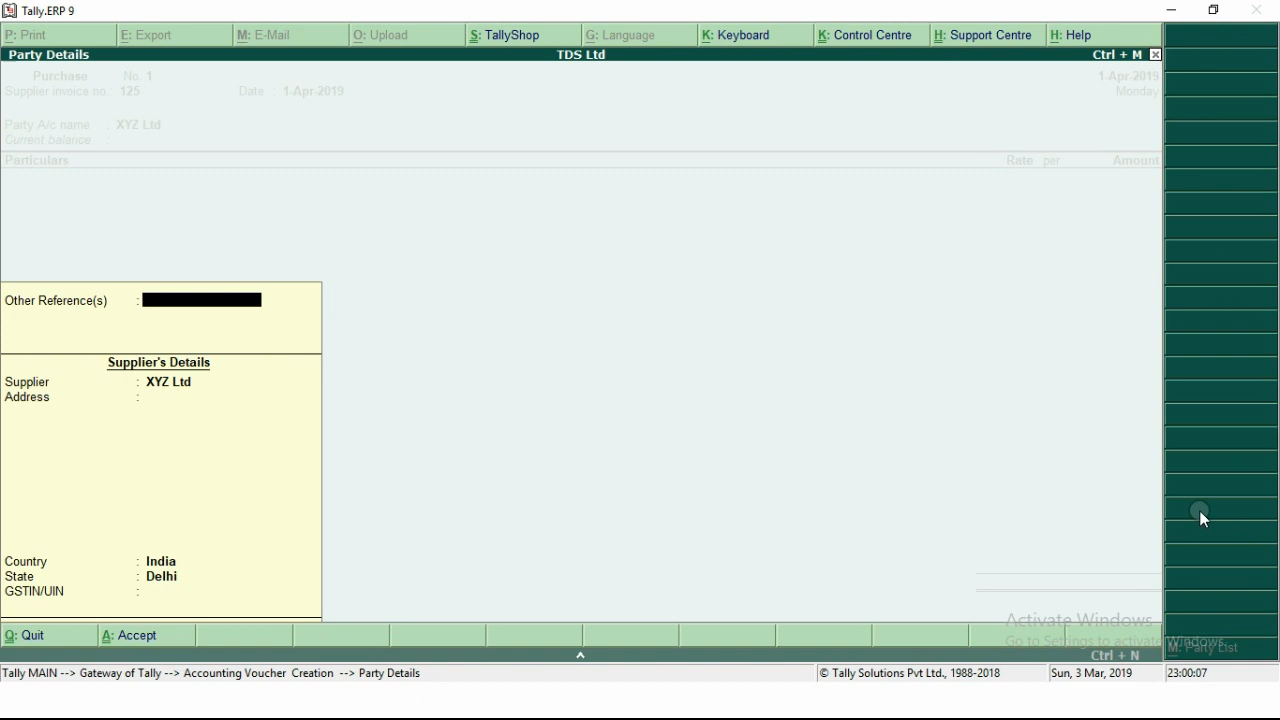 Tally.ERP 9
P: Print E: Export M: E-Mail O: Upload S: TallyShop G: Language K: Keyboard K: Control Centre H: Support Centre H: Help
Party Details TDS Ltd Ctrl + M
Purchase No. 1 1-Apr-2019
Supplier invoice no. : 125 Date : 1-Apr-2019 Monday
Party A/c name : XYZ Ltd
Current balance :
Particulars Rate per Amount
Other Reference(s) :
Supplier's Details
Supplier : XYZ Ltd
Address :
Country : India
State : Delhi
GSTIN/UIN :
Activate Windows
Go to Settings to activate Windows.
Q: Quit A: Accept
M: Party List
Ctrl + N
Tally MAIN --> Gateway of Tally --> Accounting Voucher Creation --> Party Details © Tally Solutions Pvt Ltd., 1988-2018 Sun, 3 Mar, 2019 23:00:07